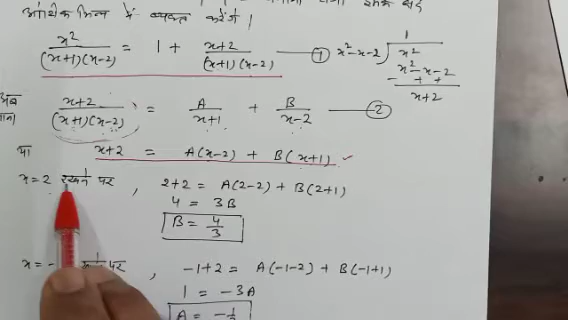 आंशिक भिन्न में व्यक्त करेंगे।
x²/((x+1)(x-2)) = 1 + (x+2)/((x+1)(x-2)) — ①
x²-x-2 ) x² ( 1
x²-x-2
- + +
x+2
अब माना (x+2)/((x+1)(x-2)) = A/(x+1) + B/(x-2) — ②
या x+2 = A(x-2) + B(x+1) ✓
x=2 रखने पर, 2+2 = A(2-2) + B(2+1)
4 = 3B
B = 4/3
x = - पर, -1+2 = A(-1-2) + B(-1+1)
1 = -3A
A = -1/3